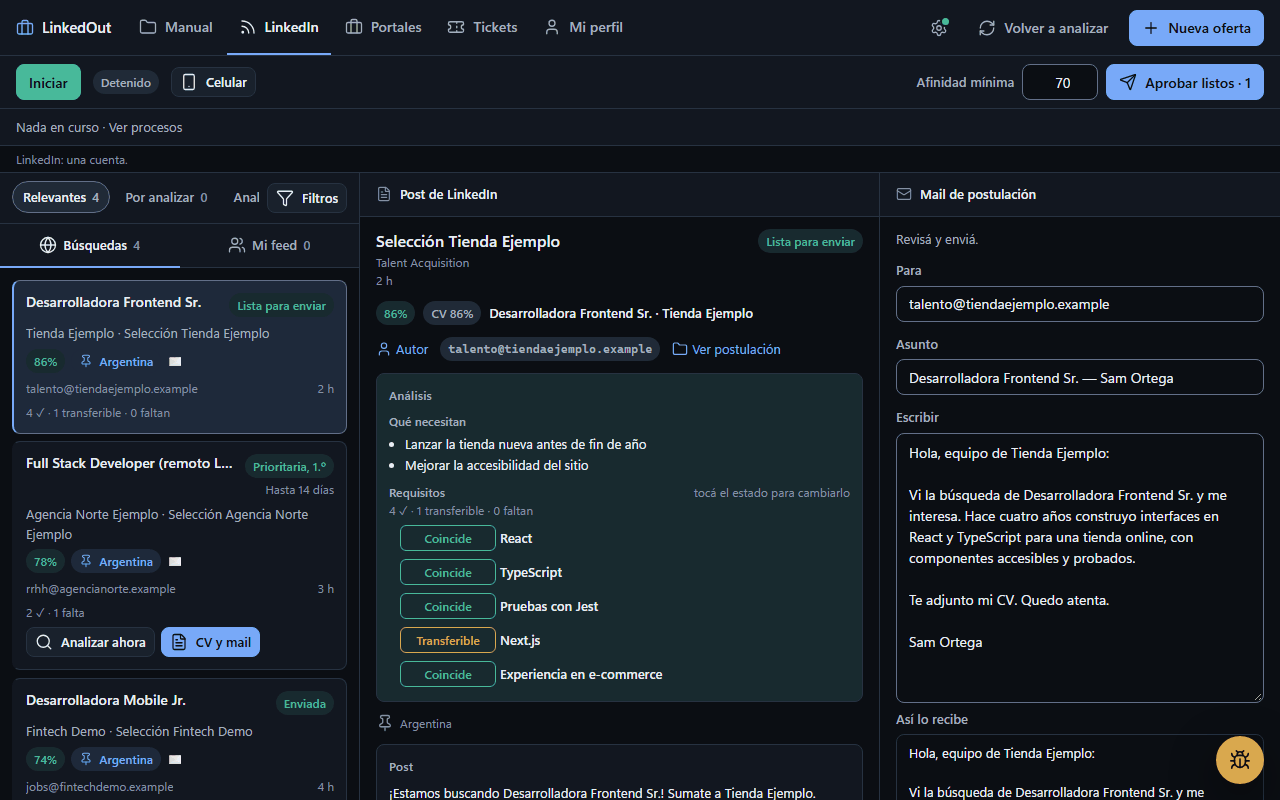 LinkedOut
Manual
LinkedIn
Portales
Tickets
Mi perfil
Volver a analizar
Nueva oferta
Iniciar
Detenido
Celular
Afinidad mínima
70
Aprobar listos · 1
Nada en curso · Ver procesos
LinkedIn: una cuenta.
Relevantes 4
Por analizar 0
Anal
Filtros
Búsquedas 4
Mi feed 0
Desarrolladora Frontend Sr.
Lista para enviar
Tienda Ejemplo · Selección Tienda Ejemplo
86%
Argentina
talento@tiendaejemplo.example
2 h
4 ✓ · 1 transferible · 0 faltan
Full Stack Developer (remoto L...
Prioritaria, 1.º
Hasta 14 días
Agencia Norte Ejemplo · Selección Agencia Norte
Ejemplo
78%
Argentina
rrhh@agencianorte.example
3 h
2 ✓ · 1 falta
Analizar ahora
CV y mail
Desarrolladora Mobile Jr.
Enviada
Fintech Demo · Selección Fintech Demo
74%
Argentina
jobs@fintechdemo.example
4 h
Post de LinkedIn
Selección Tienda Ejemplo
Lista para enviar
Talent Acquisition
2 h
86%
CV 86%
Desarrolladora Frontend Sr. · Tienda Ejemplo
Autor
talento@tiendaejemplo.example
Ver postulación
Análisis
Qué necesitan
• Lanzar la tienda nueva antes de fin de año
• Mejorar la accesibilidad del sitio
Requisitos
tocá el estado para cambiarlo
4 ✓ · 1 transferible · 0 faltan
Coincide React
Coincide TypeScript
Coincide Pruebas con Jest
Transferible Next.js
Coincide Experiencia en e-commerce
Argentina
Post
¡Estamos buscando Desarrolladora Frontend Sr.! Sumate a Tienda Ejemplo.
Mail de postulación
Revisá y enviá.
Para
talento@tiendaejemplo.example
Asunto
Desarrolladora Frontend Sr. — Sam Ortega
Escribir
Hola, equipo de Tienda Ejemplo:
Vi la búsqueda de Desarrolladora Frontend Sr. y me
interesa. Hace cuatro años construyo interfaces en
React y TypeScript para una tienda online, con
componentes accesibles y probados.
Te adjunto mi CV. Quedo atenta.
Sam Ortega
Así lo recibe
Hola, equipo de Tienda Ejemplo:
Vi la búsqueda de Desarrolladora Frontend Sr. y me